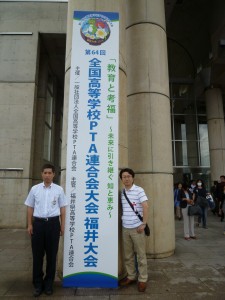 第64回
「教育と考福」
～未来に引き継ぐ 知と恵み～
全国高等学校PTA連合会大会 福井大会
主催 一般社団法人全国高等学校PTA連合会
主管 福井県高等学校PTA連合会